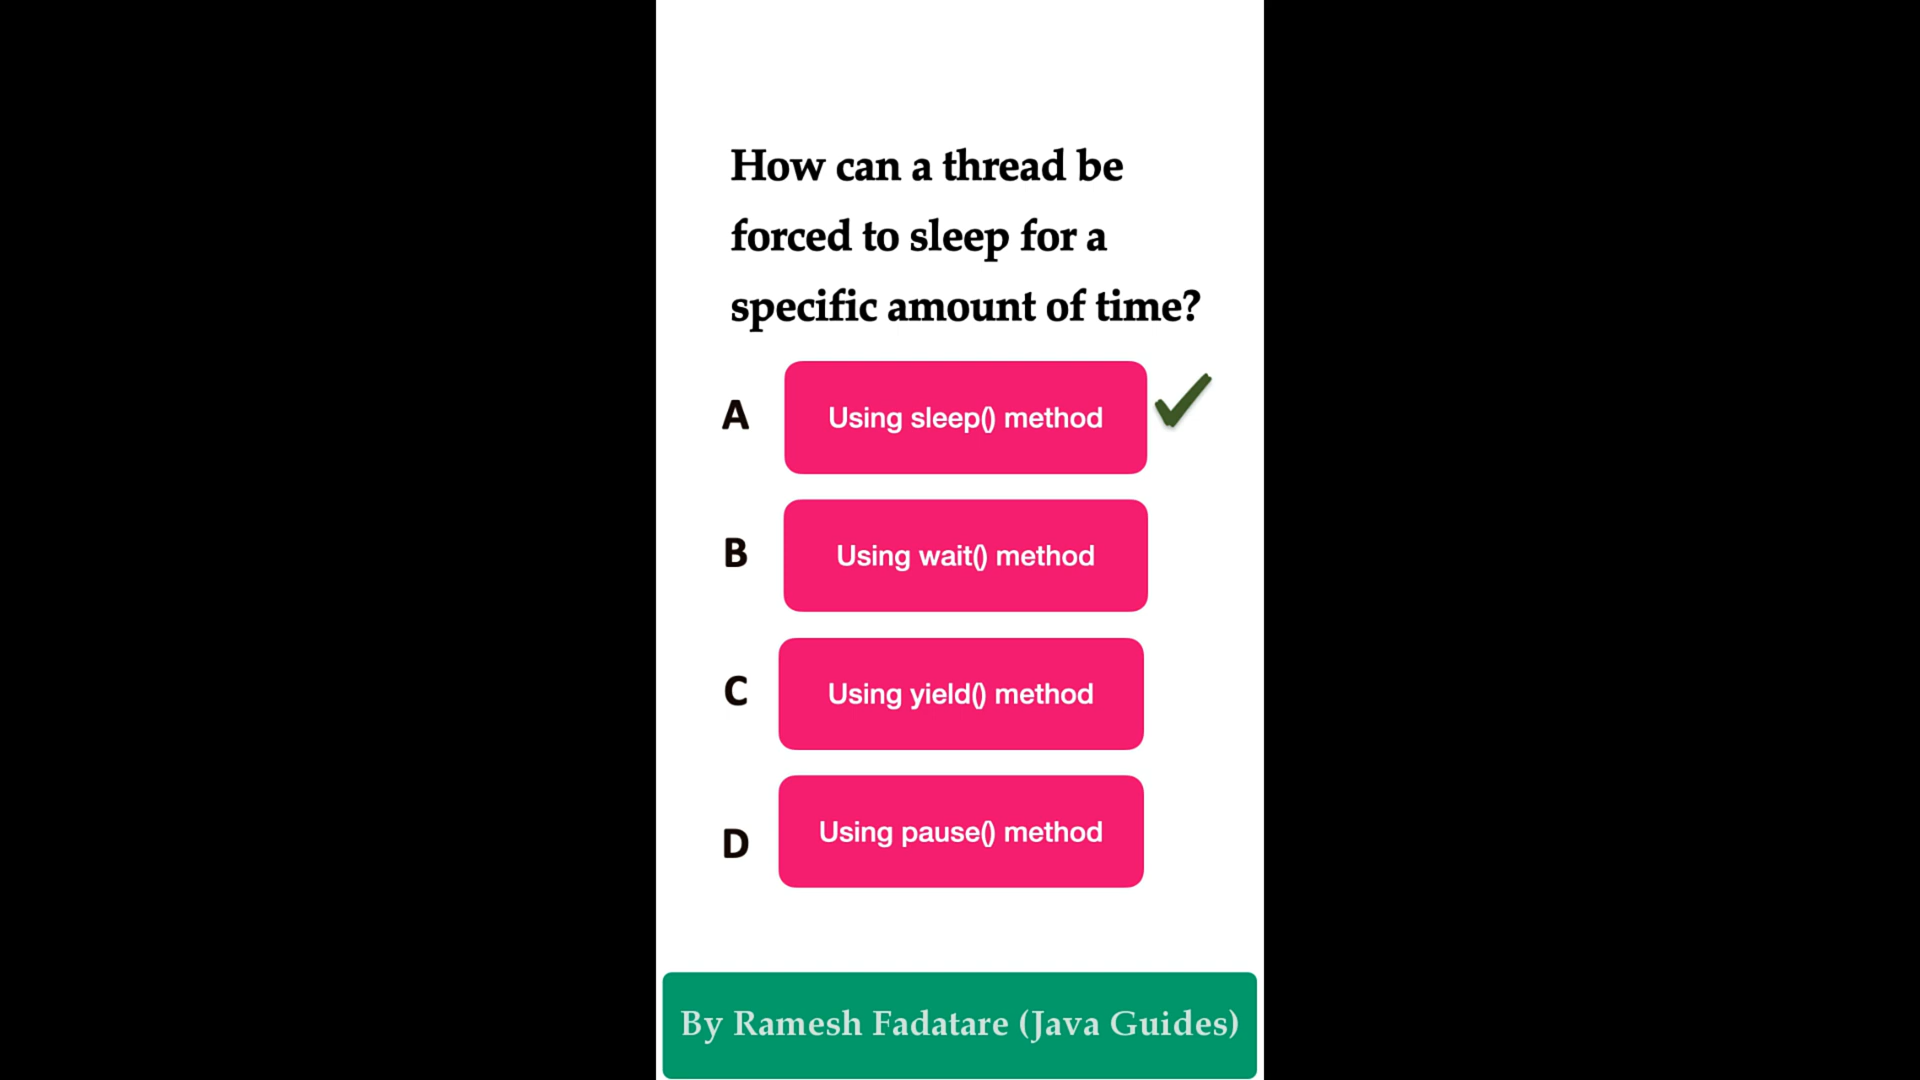 How can a thread be
forced to sleep for a
specific amount of time?
A Using sleep() method
B Using wait() method
C Using yield() method
D Using pause() method
By Ramesh Fadatare (Java Guides)